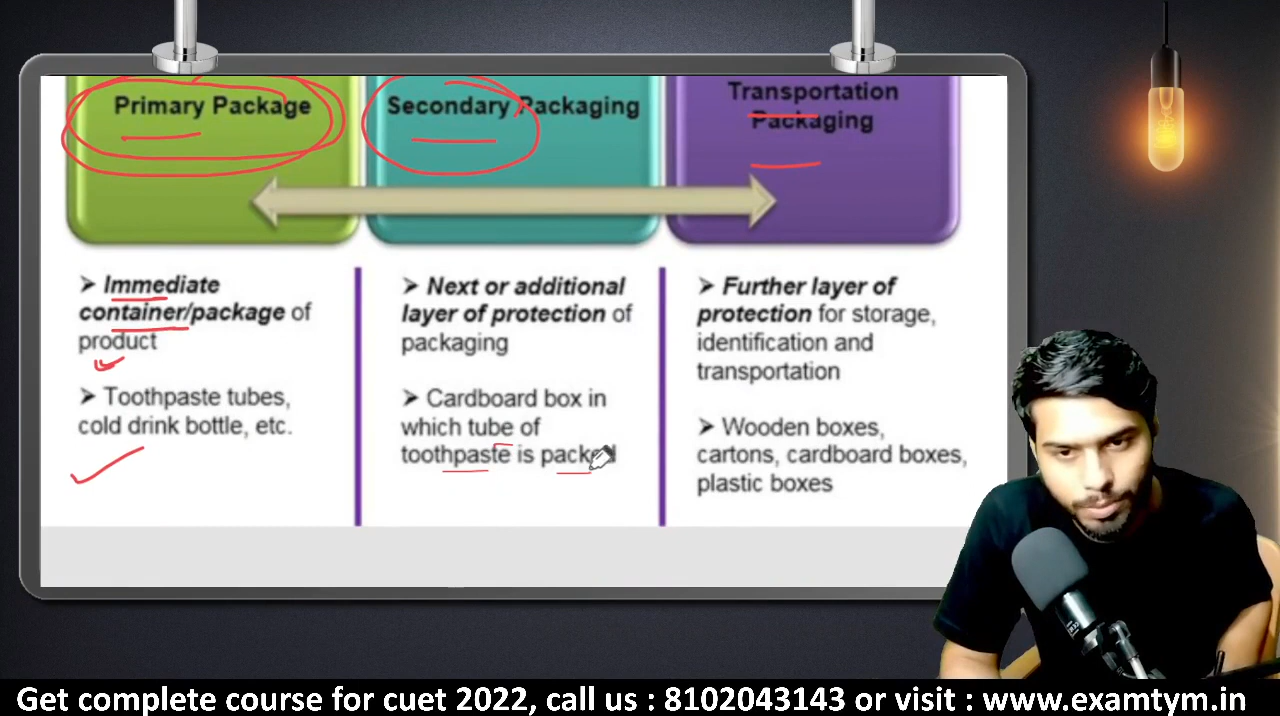 Primary Package
Secondary Packaging
Transportation
Packaging
➢ Immediate
container/package of
product
➢ Toothpaste tubes,
cold drink bottle, etc.
➢ Next or additional
layer of protection of
packaging
➢ Cardboard box in
which tube of
toothpaste is packed
➢ Further layer of
protection for storage,
identification and
transportation
➢ Wooden boxes,
cartons, cardboard boxes,
plastic boxes
Get complete course for cuet 2022, call us : 8102043143 or visit : www.examtym.in